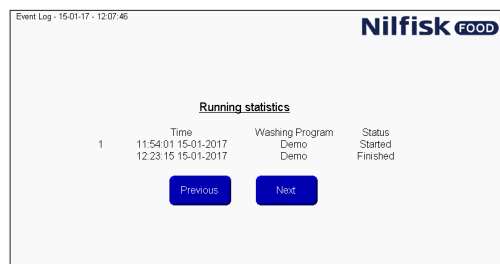 Event Log - 15-01-17 - 12:07:46
Nilfisk FOOD
Running statistics
Time Washing Program Status
1 11:54:01 15-01-2017 Demo Started
12:23:15 15-01-2017 Demo Finished
Previous Next